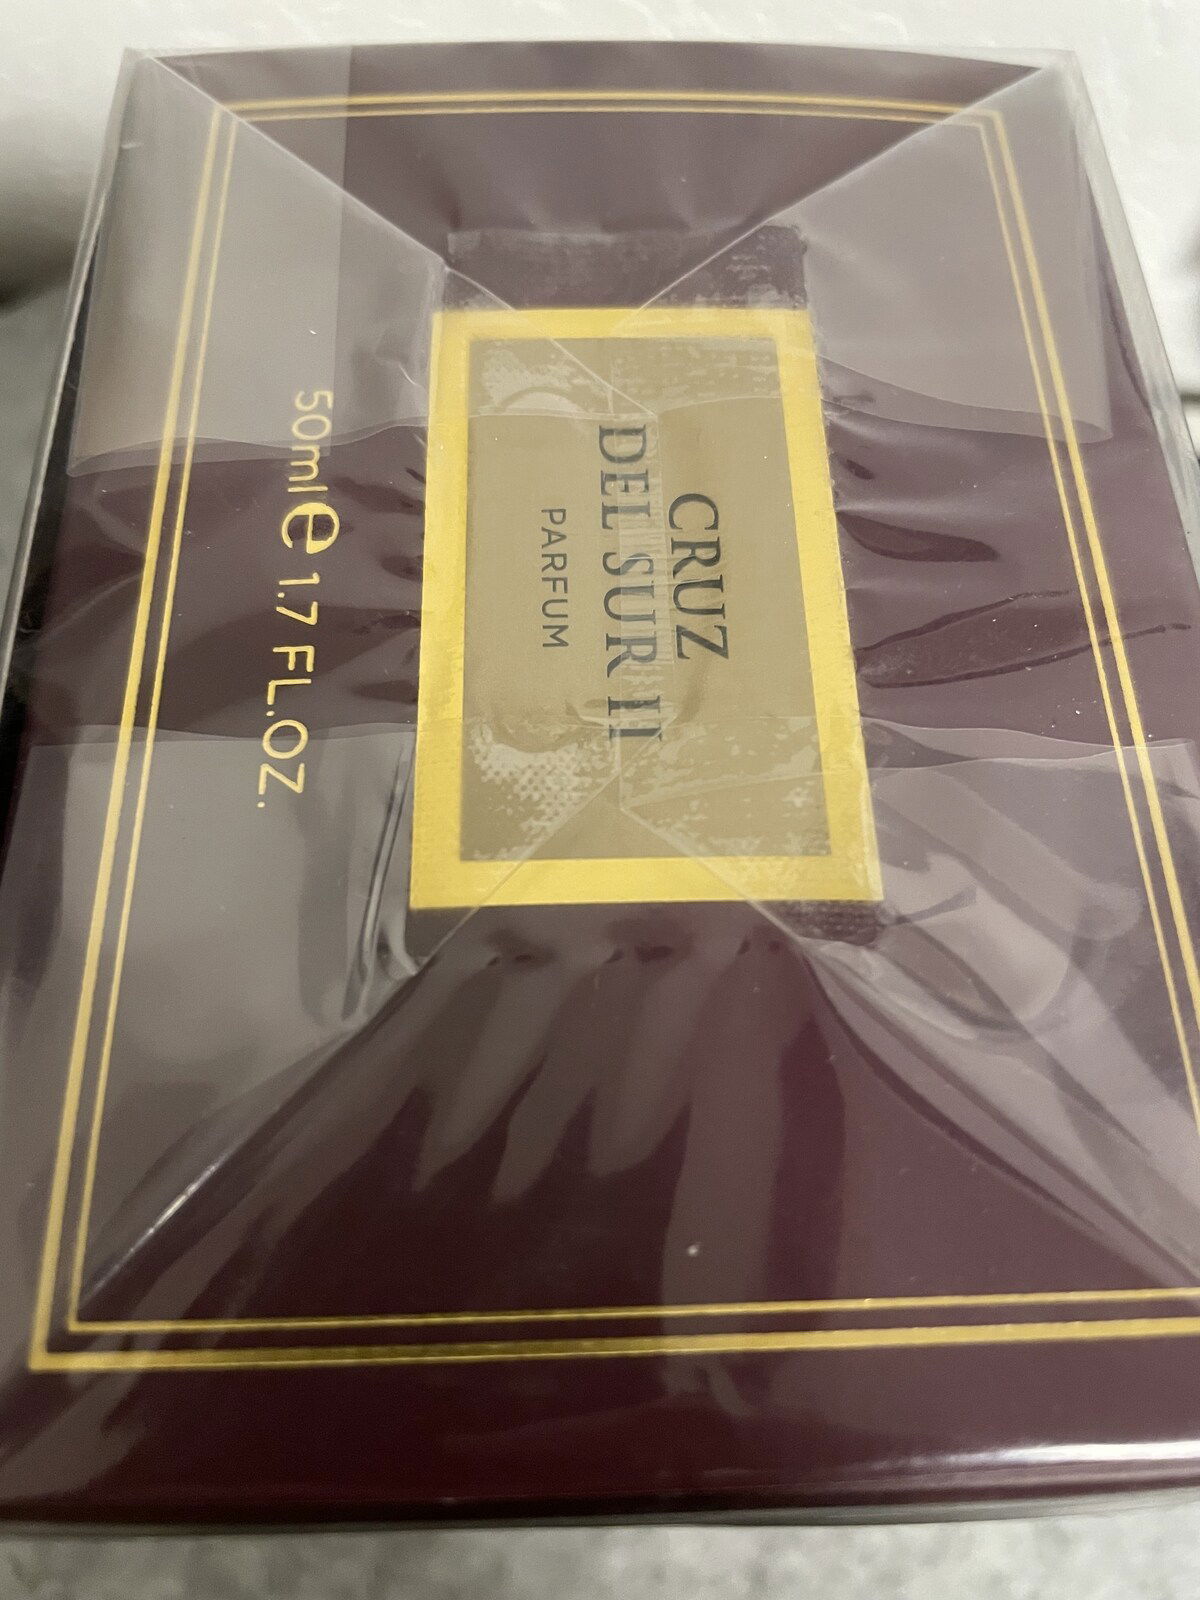 CRUZ
DEL SUR II
PARFUM
50ml e 1.7 FL.OZ.